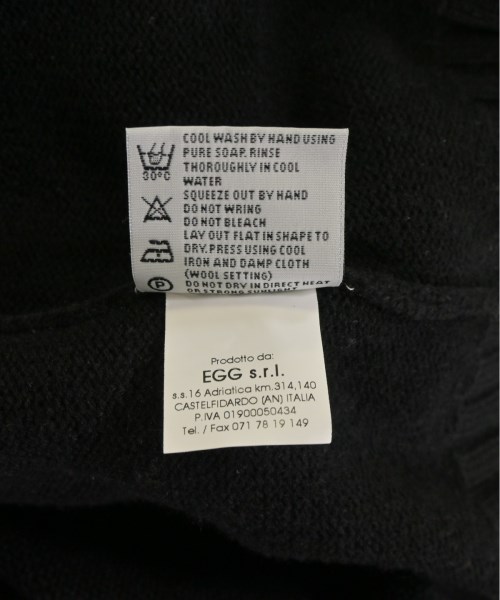 COOL WASH BY HAND USING
PURE SOAP. RINSE
THOROUGHLY IN COOL
WATER
SQUEEZE OUT BY HAND
DO NOT WRING
DO NOT BLEACH
LAY OUT FLAT IN SHAPE TO
DRY. PRESS USING COOL
IRON AND DAMP CLOTH
(WOOL SETTING)
DO NOT DRY IN DIRECT HEAT
OR STRONG SUNLIGHT
30°C
P
Prodotto da:
EGG s.r.l.
s.s.16 Adriatica km.314,140
CASTELFIDARDO (AN) ITALIA
P.IVA 01900050434
Tel. / Fax 071 78 19 149